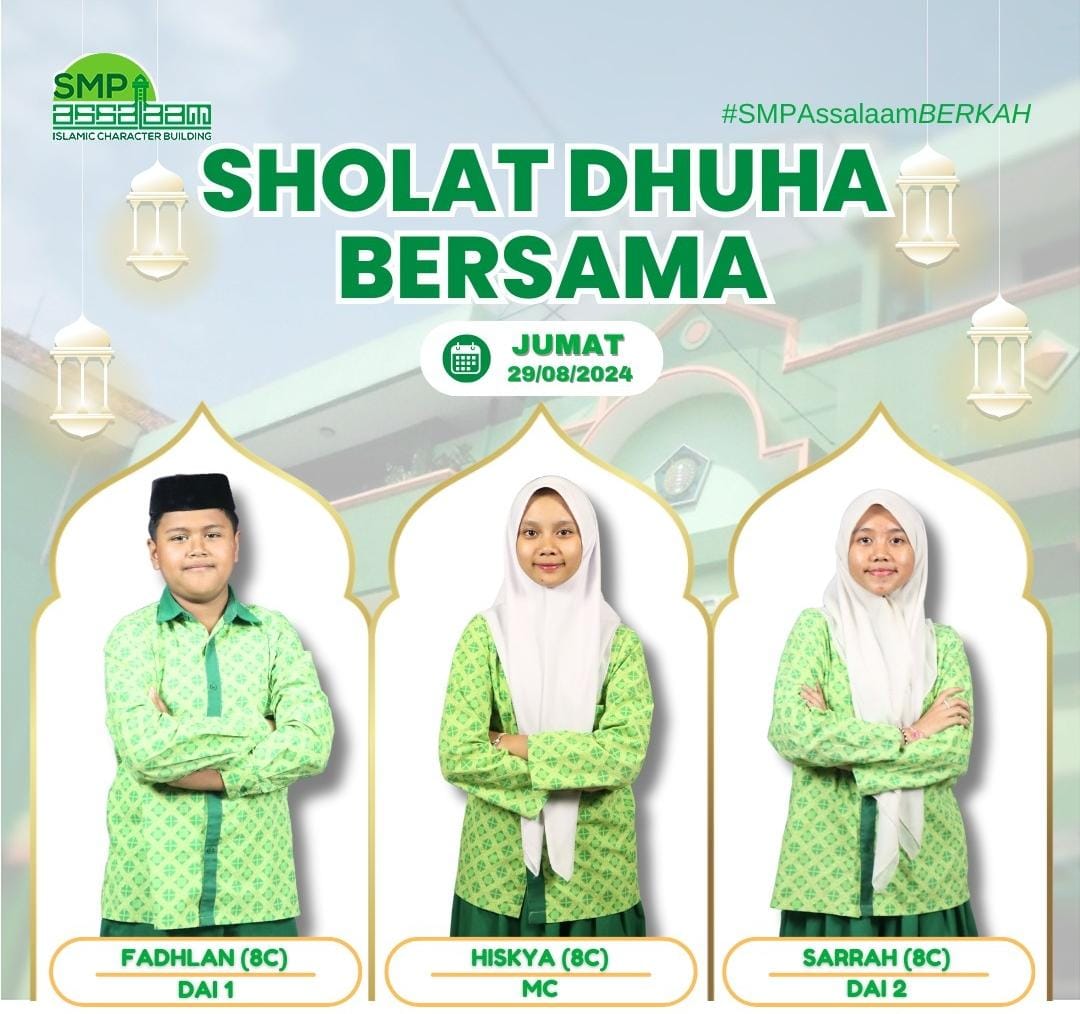 SMP
assalaam
ISLAMIC CHARACTER BUILDING
#SMPAssalaamBERKAH
SHOLAT DHUHA
BERSAMA
JUMAT
29/08/2024
FADHLAN (8C)
DAI 1
HISKYA (8C)
MC
SARRAH (8C)
DAI 2